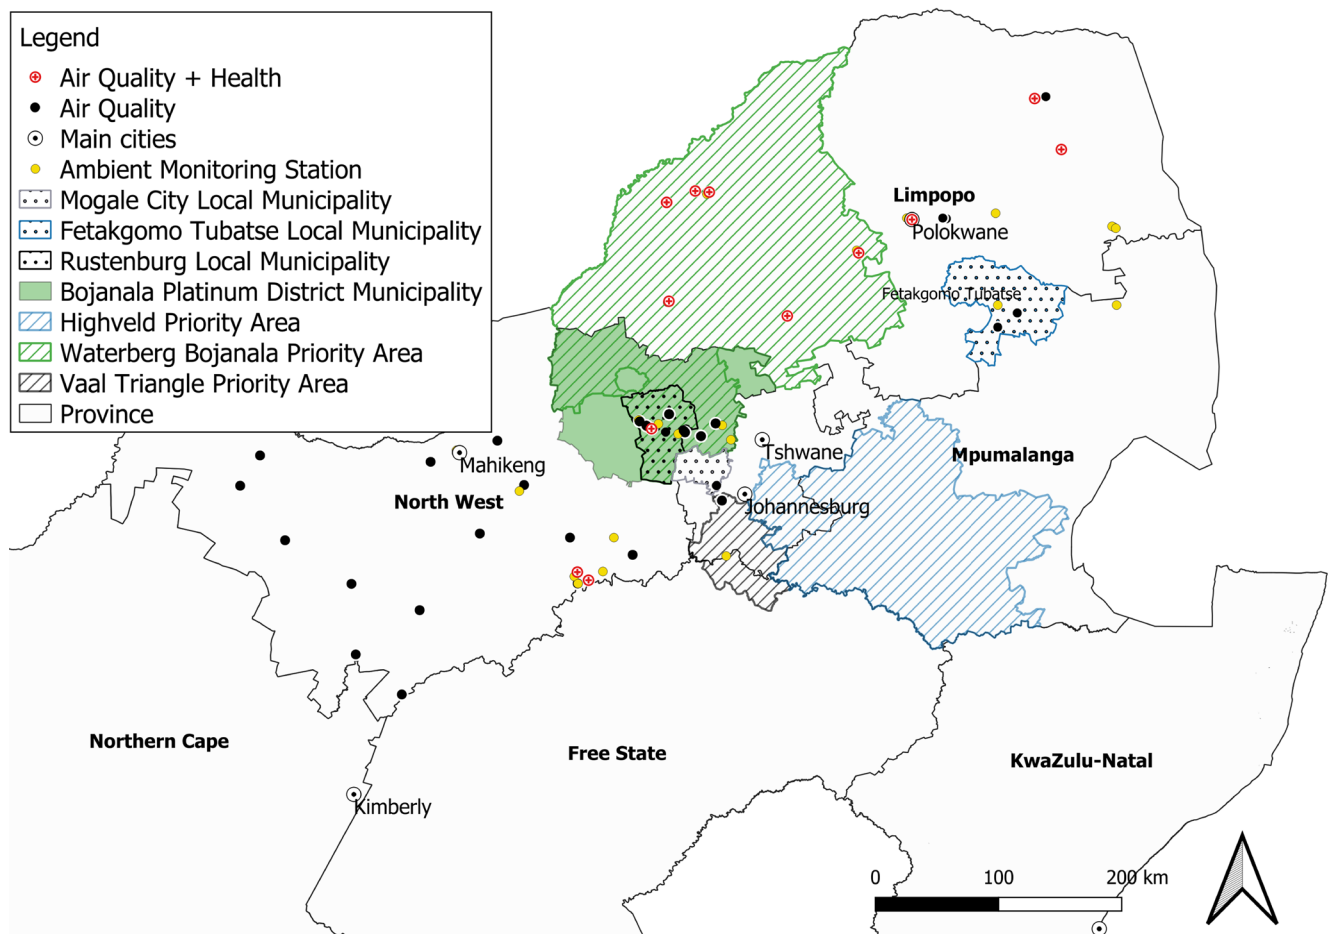 Legend
Air Quality + Health
Air Quality
Main cities
Ambient Monitoring Station
Mogale City Local Municipality
Fetakgomo Tubatse Local Municipality
Rustenburg Local Municipality
Bojanala Platinum District Municipality
Highveld Priority Area
Waterberg Bojanala Priority Area
Vaal Triangle Priority Area
Province
Limpopo
Polokwane
Fetakgomo Tubatse
Tshwane
Mpumalanga
Mahikeng
North West
Johannesburg
Northern Cape
Free State
KwaZulu-Natal
Kimberly
0 100 200 km